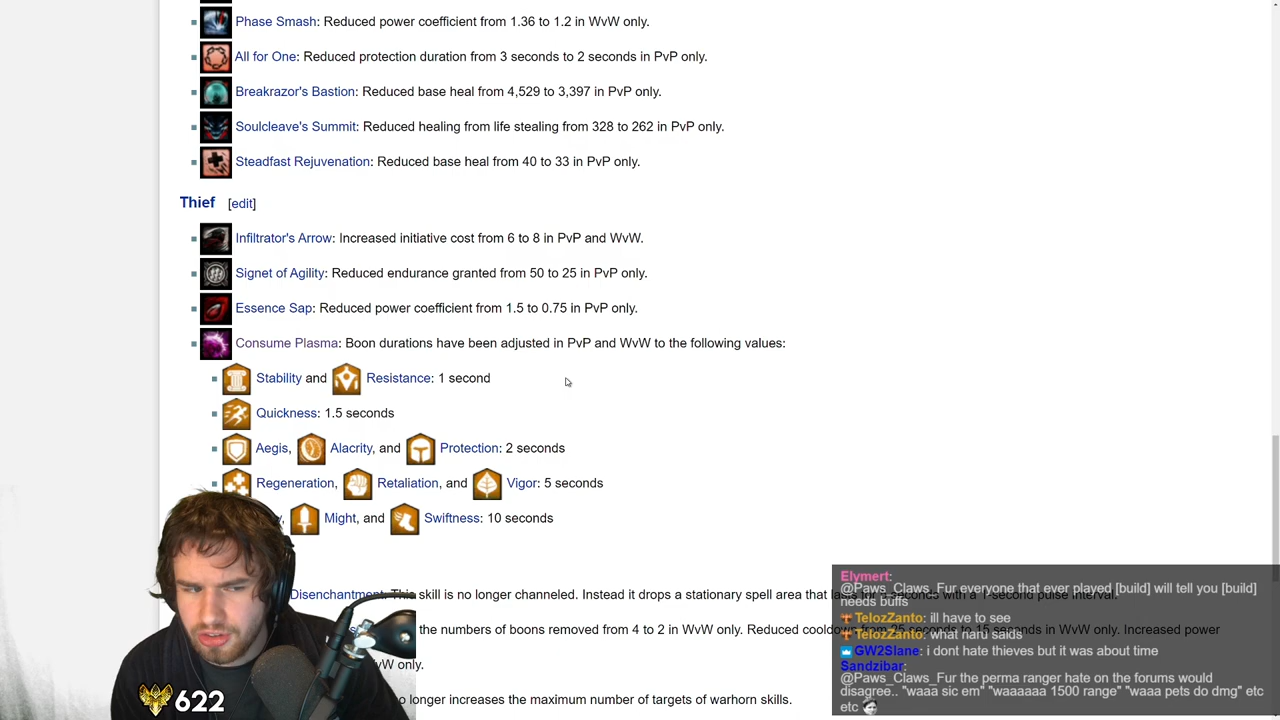 Phase Smash: Reduced power coefficient from 1.36 to 1.2 in WvW only.
All for One: Reduced protection duration from 3 seconds to 2 seconds in PvP only.
Breakrazor's Bastion: Reduced base heal from 4,529 to 3,397 in PvP only.
Soulcleave's Summit: Reduced healing from life stealing from 328 to 262 in PvP only.
Steadfast Rejuvenation: Reduced base heal from 40 to 33 in PvP only.
Thief [edit]
Infiltrator's Arrow: Increased initiative cost from 6 to 8 in PvP and WvW.
Signet of Agility: Reduced endurance granted from 50 to 25 in PvP only.
Essence Sap: Reduced power coefficient from 1.5 to 0.75 in PvP only.
Consume Plasma: Boon durations have been adjusted in PvP and WvW to the following values:
Stability and Resistance: 1 second
Quickness: 1.5 seconds
Aegis, Alacrity, and Protection: 2 seconds
Regeneration, Retaliation, and Vigor: 5 seconds
Might, and Swiftness: 10 seconds
Disenchantment: This skill is no longer channeled. Instead it drops a stationary spell area that seconds with a 1-second pulse interval.
the numbers of boons removed from 4 to 2 in WvW only. Reduced cooldown from 25 seconds to 15 seconds in WvW only. Increased power
WvW only.
no longer increases the maximum number of targets of warhorn skills.
Elymert:
@Paws_Claws_Fur everyone that ever played [build] will tell you [build]
needs buffs
TelozZanto: ill have to see
TelozZanto: what naru saids
GW2Slane: i dont hate thieves but it was about time
Sandzibar:
@Paws_Claws_Fur the perma ranger hate on the forums would
disagree.. "waaa sic em" "waaaaaa 1500 range" "waaa pets do dmg" etc
etc
622